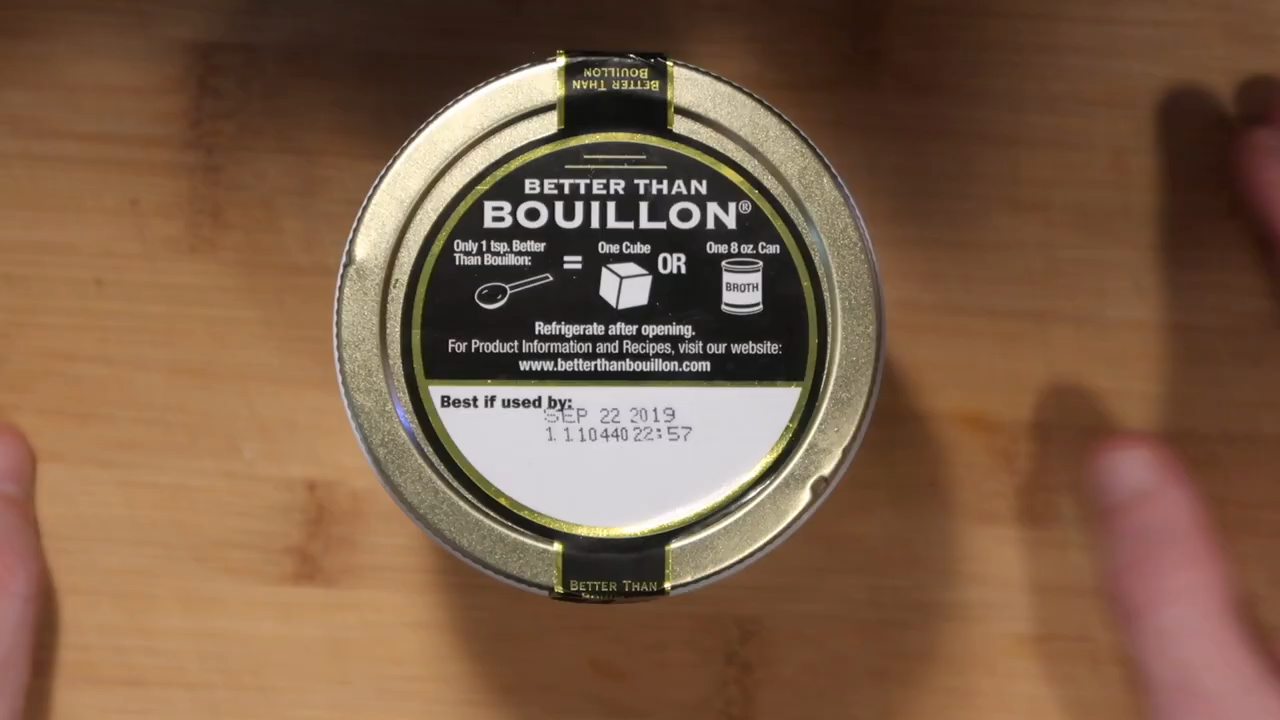 BETTER THAN
BOUILLON
BETTER THAN
BOUILLON®
Only 1 tsp. Better
Than Bouillon:
=
One Cube
OR
One 8 oz. Can
BROTH
Refrigerate after opening.
For Product Information and Recipes, visit our website:
www.betterthanbouillon.com
Best if used by:
SEP 22 2019
1 110440 22:57
BETTER THAN